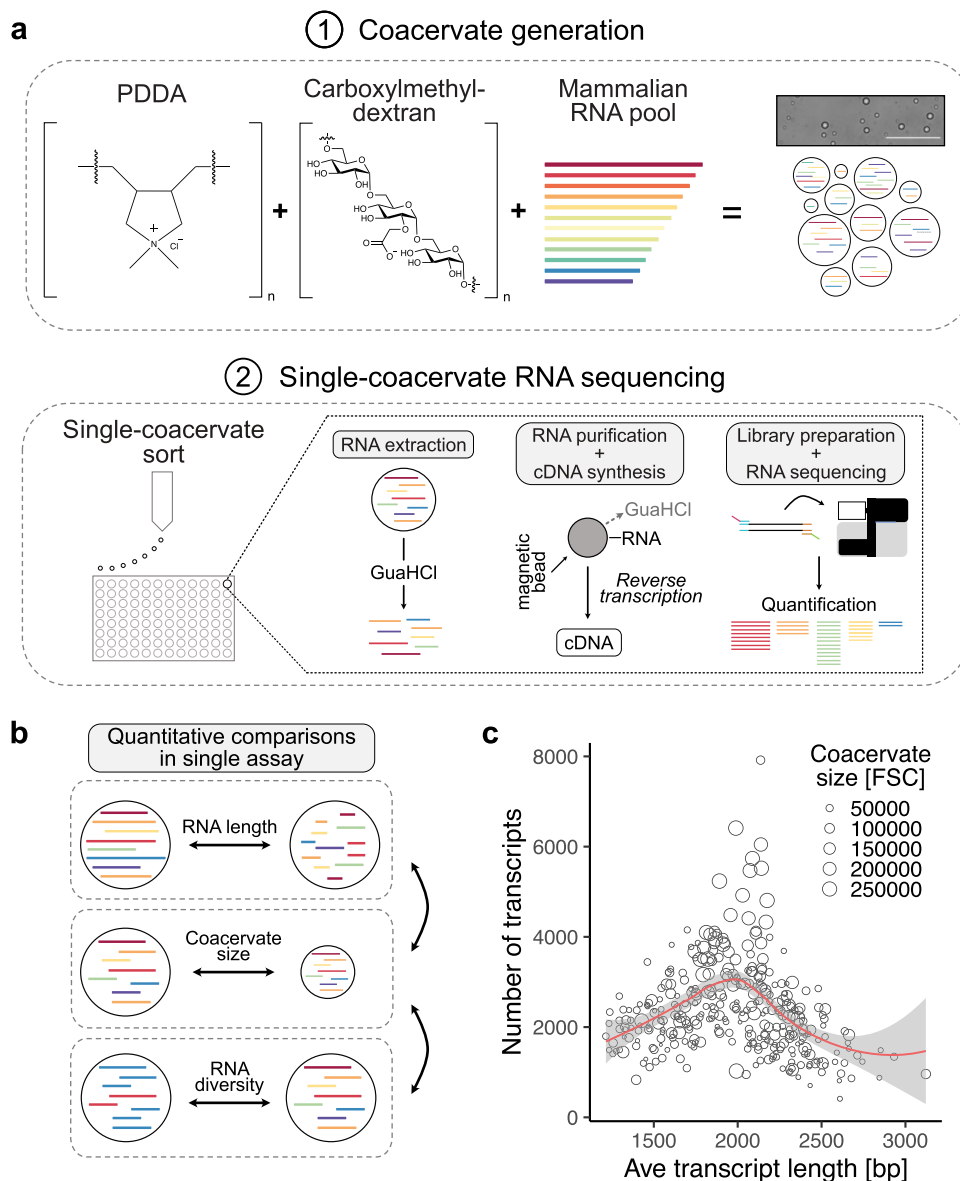 a
1 Coacervate generation
PDDA
Carboxylmethyl-
dextran
Mammalian
RNA pool
+
N
Cl−
n
+
O
O
HO
HO
HO
O
O
HO
HO
O
O
O
O−
O
HO
HO
HO
O
O
n
+
=
2 Single-coacervate RNA sequencing
Single-coacervate
sort
RNA extraction
GuaHCl
RNA purification
+
cDNA synthesis
GuaHCl
RNA
magnetic
bead
Reverse
transcription
cDNA
Library preparation
+
RNA sequencing
Quantification
b
Quantitative comparisons
in single assay
RNA length
Coacervate
size
RNA
diversity
c
Number of transcripts
8000
6000
4000
2000
0
Coacervate
size [FSC]
50000
100000
150000
200000
250000
1500 2000 2500 3000
Ave transcript length [bp]